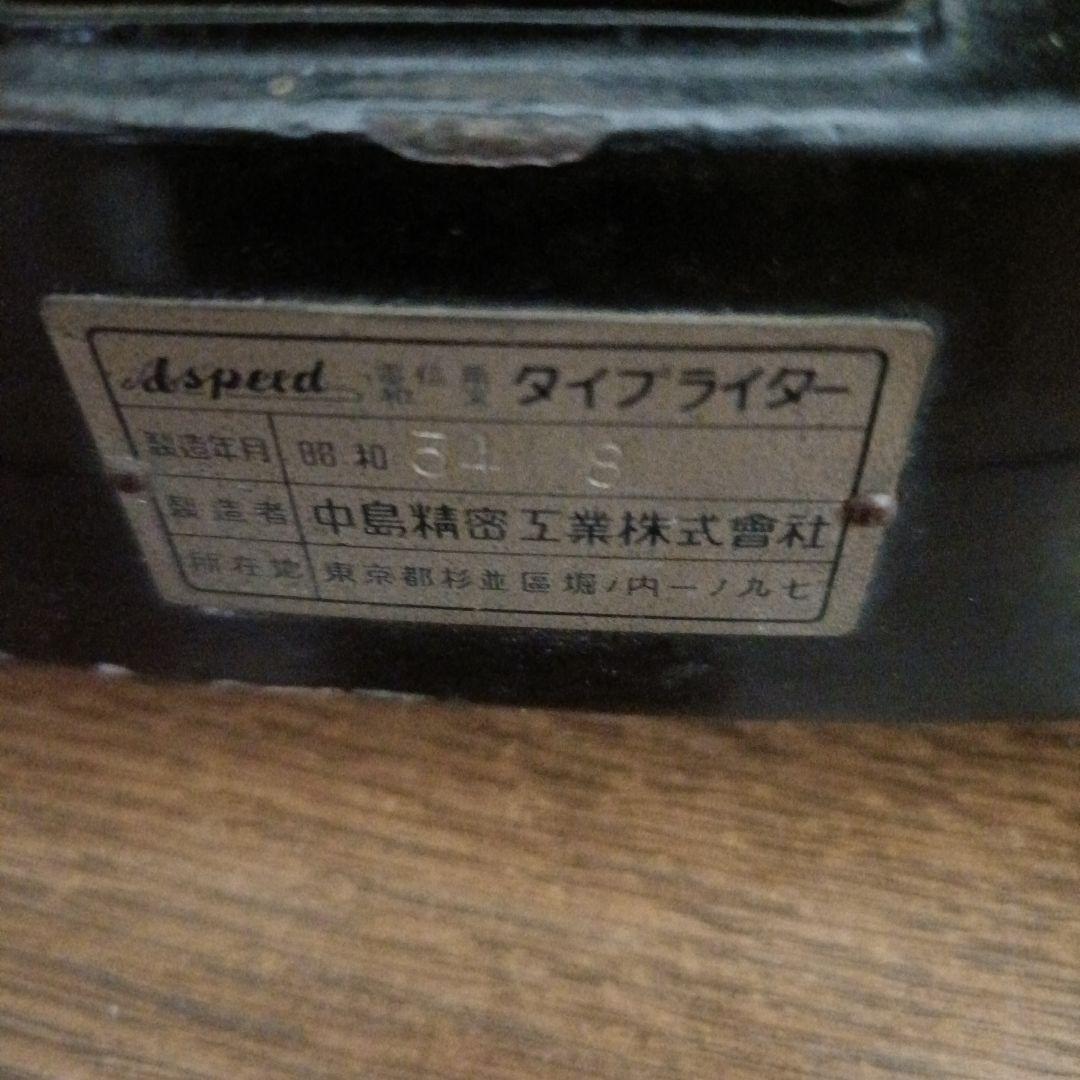 Aspeed タイプライター
製造年月 昭和 34 8
製造者 中島精密工業株式會社
所在地 東京都杉並區堀ノ内一ノ九七